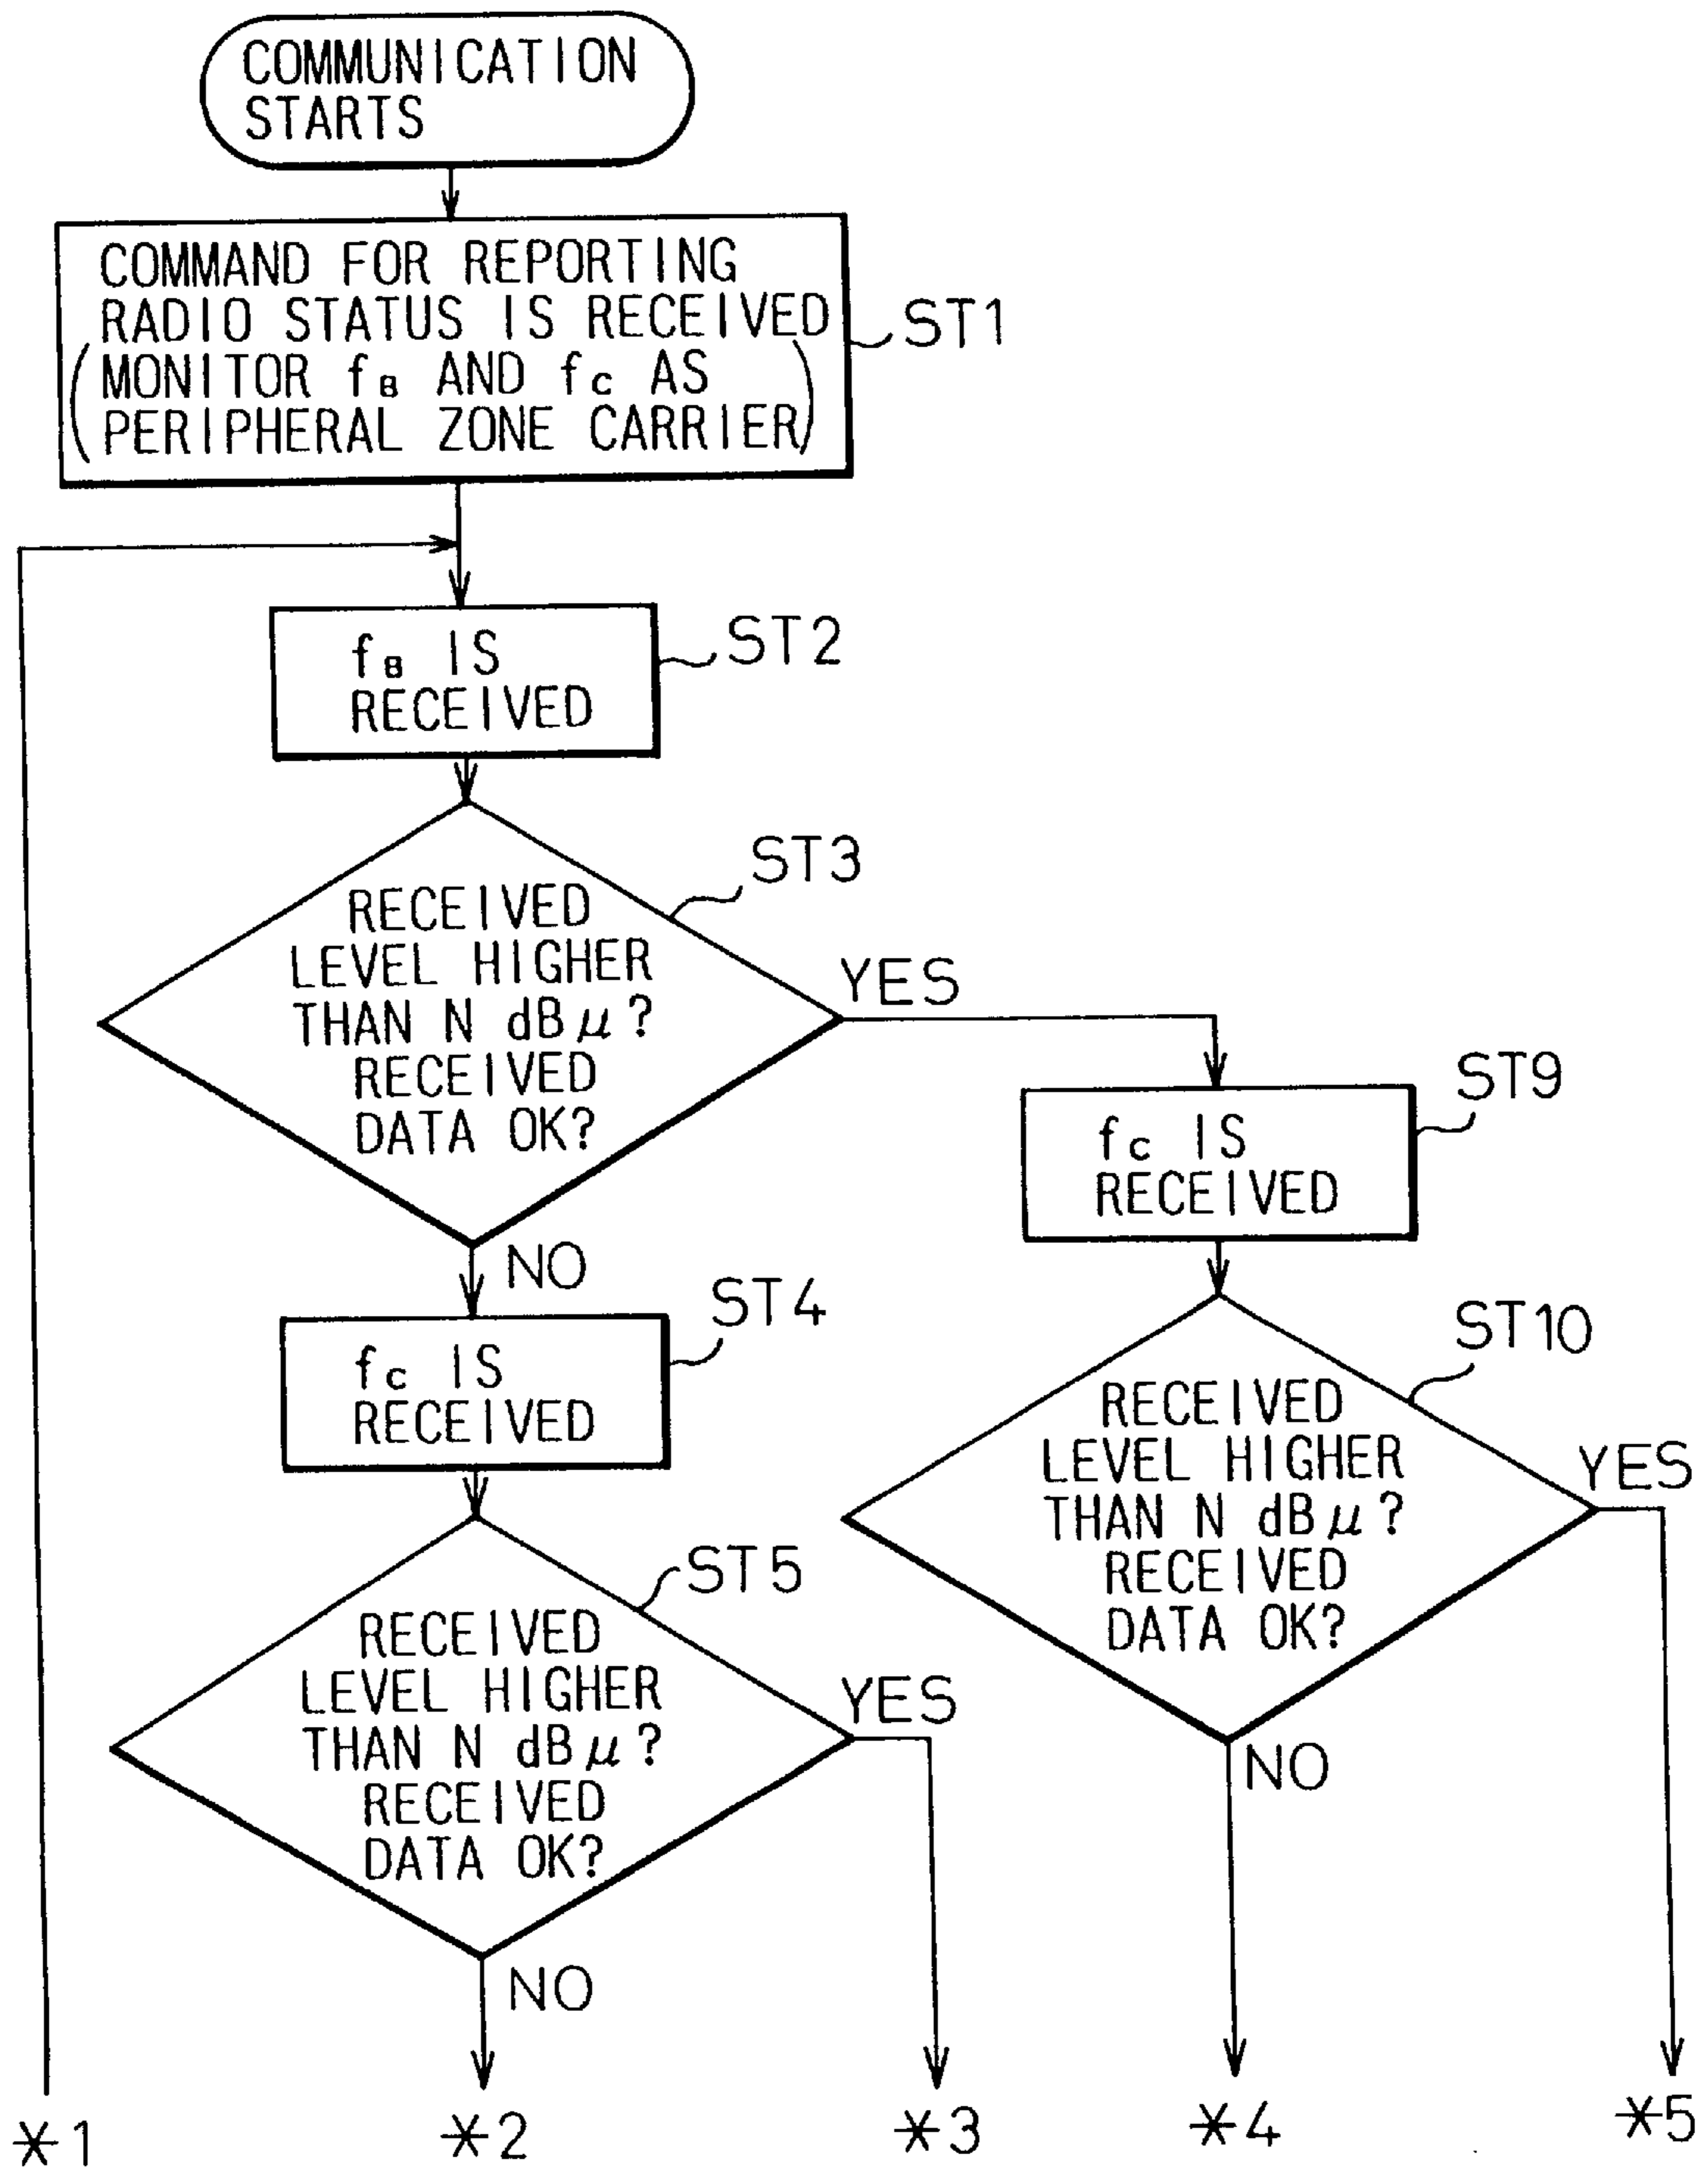 COMMUNICATION
STARTS
COMMAND FOR REPORTING
RADIO STATUS IS RECEIVED
(MONITOR fB AND fC AS
PERIPHERAL ZONE CARRIER)
ST1
fB IS
RECEIVED
ST2
RECEIVED
LEVEL HIGHER
THAN N dBμ?
RECEIVED
DATA OK?
ST3
YES
NO
fC IS
RECEIVED
ST9
fC IS
RECEIVED
ST4
RECEIVED
LEVEL HIGHER
THAN N dBμ?
RECEIVED
DATA OK?
ST10
YES
NO
RECEIVED
LEVEL HIGHER
THAN N dBμ?
RECEIVED
DATA OK?
ST5
YES
NO
*1
*2
*3
*4
*5